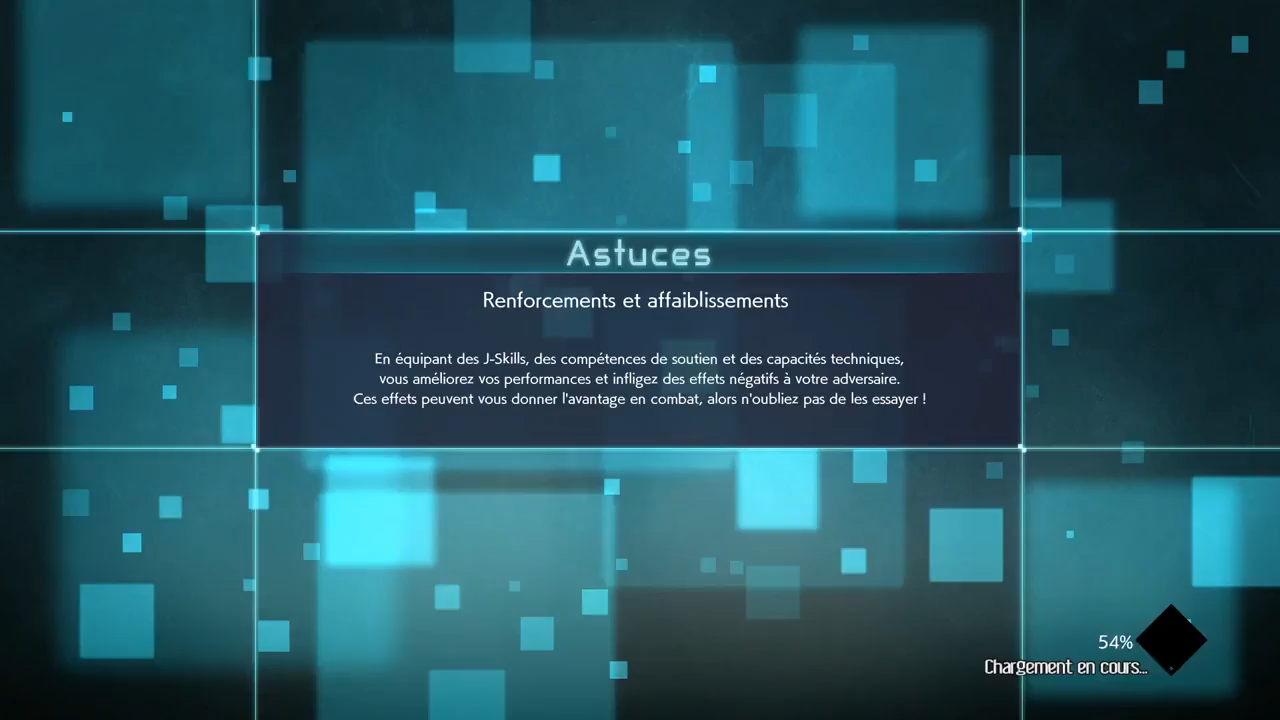 Astuces
Renforcements et affaiblissements
En équipant des J-Skills, des compétences de soutien et des capacités techniques,
vous améliorez vos performances et infligez des effets négatifs à votre adversaire.
Ces effets peuvent vous donner l'avantage en combat, alors n'oubliez pas de les essayer !
54%
Chargement en cours...